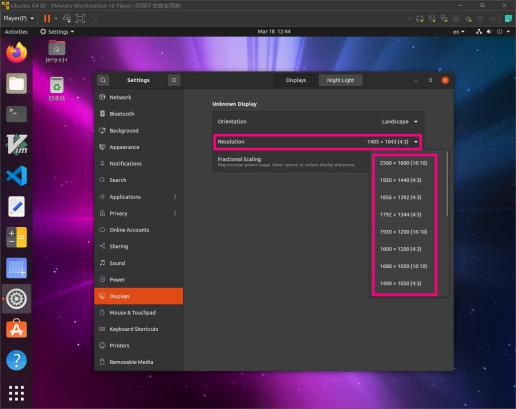 Ubuntu 64 位 - VMware Workstation 16 Player (仅用于非商业用途)
Player(P)
Activities
Settings
Mar 18 12:44
en
jerry-z-j-r
回收站
Settings
Displays
Night Light
Network
Bluetooth
Background
Appearance
Notifications
Search
Applications
Privacy
Online Accounts
Sharing
Sound
Power
Displays
Mouse & Touchpad
Keyboard Shortcuts
Printers
Removable Media
Unknown Display
Orientation
Landscape
Resolution
1405 × 1043 (4:3)
Fractional Scaling
May increase power usage, lower speed, or reduce display sharpness.
2560 × 1600 (16:10)
1920 × 1440 (4:3)
1856 × 1392 (4:3)
1792 × 1344 (4:3)
1920 × 1200 (16:10)
1600 × 1200 (4:3)
1680 × 1050 (16:10)
1400 × 1050 (4:3)